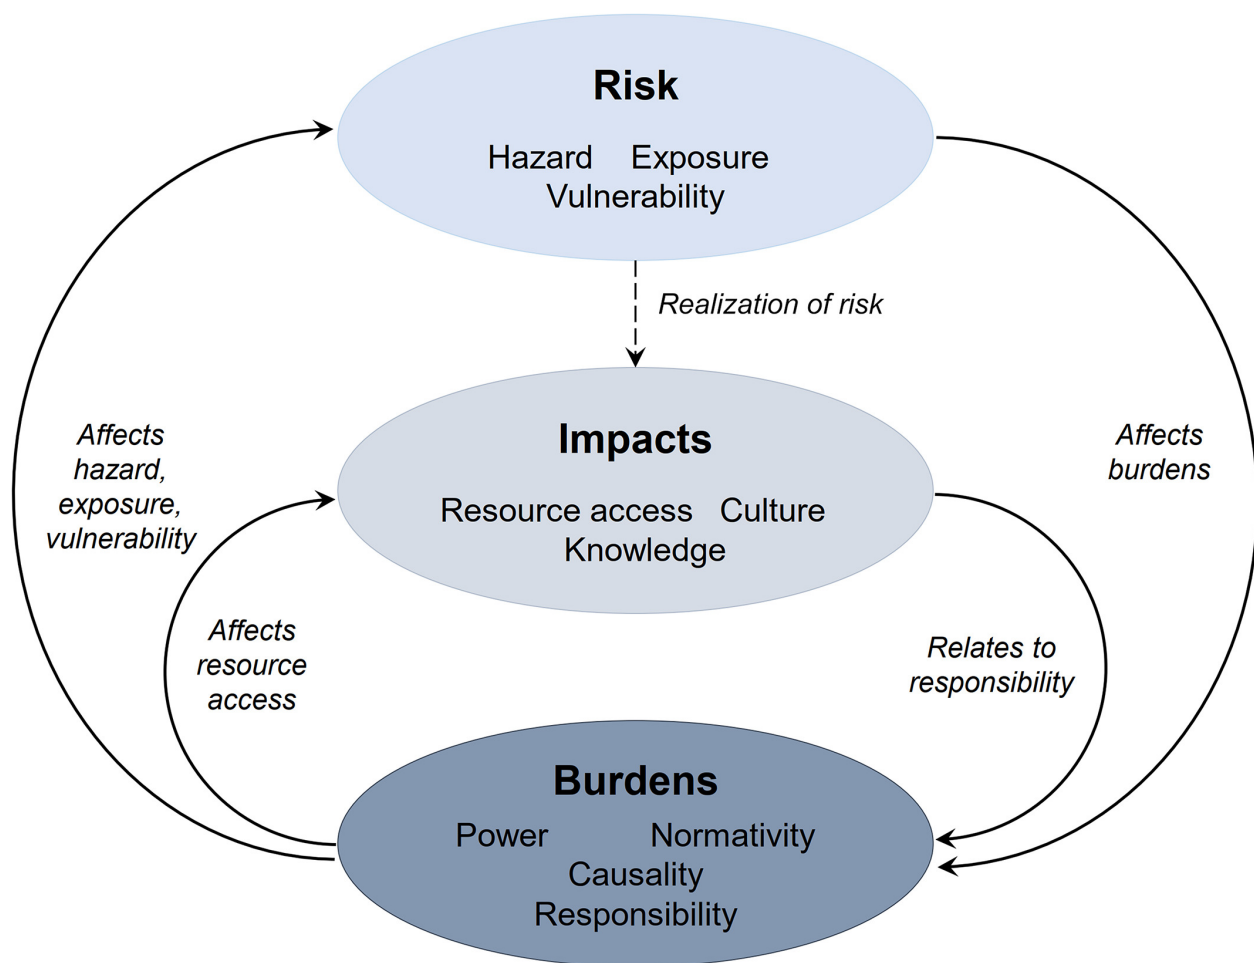 Risk
Hazard Exposure
Vulnerability
Realization of risk
Impacts
Resource access Culture
Knowledge
Affects
hazard,
exposure,
vulnerability
Affects
burdens
Affects
resource
access
Relates to
responsibility
Burdens
Power Normativity
Causality
Responsibility